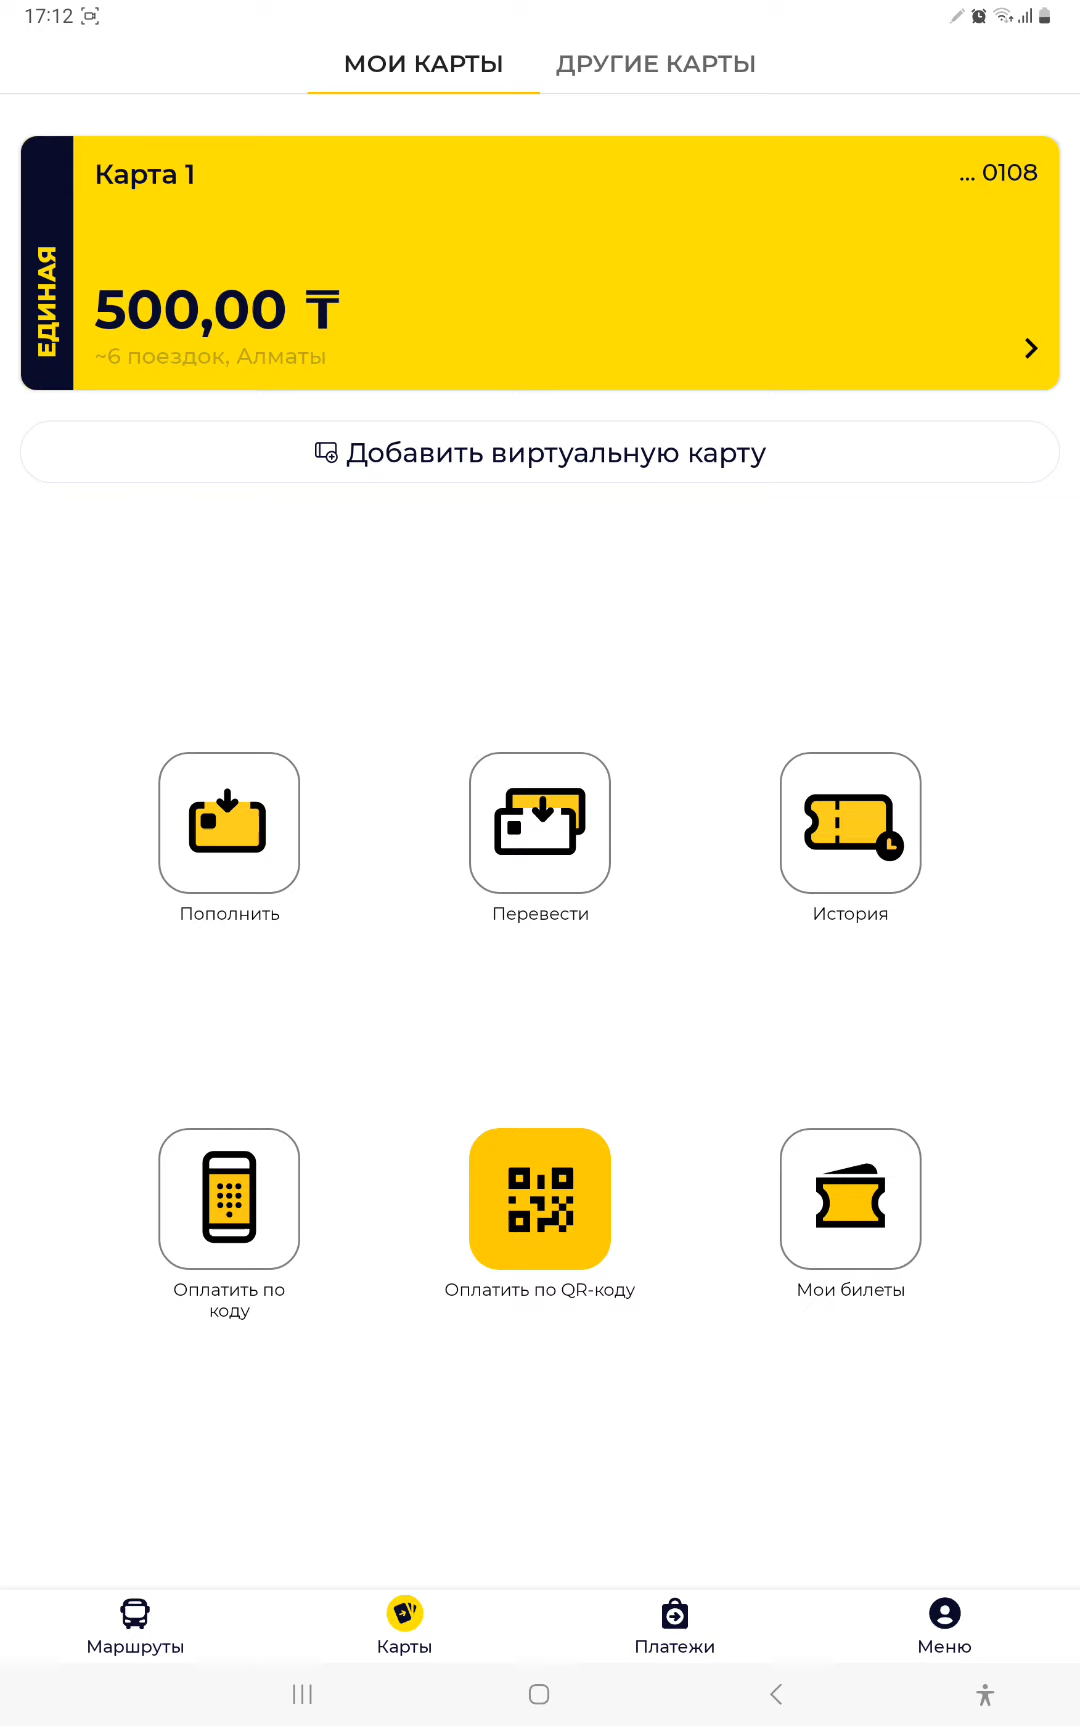 17:12
МОИ КАРТЫ
ДРУГИЕ КАРТЫ
Карта 1
... 0108
ЕДИНАЯ
500,00 ₸
~6 поездок, Алматы
Добавить виртуальную карту
Пополнить
Перевести
История
Оплатить по
коду
Оплатить по QR-коду
Мои билеты
Маршруты
Карты
Платежи
Меню